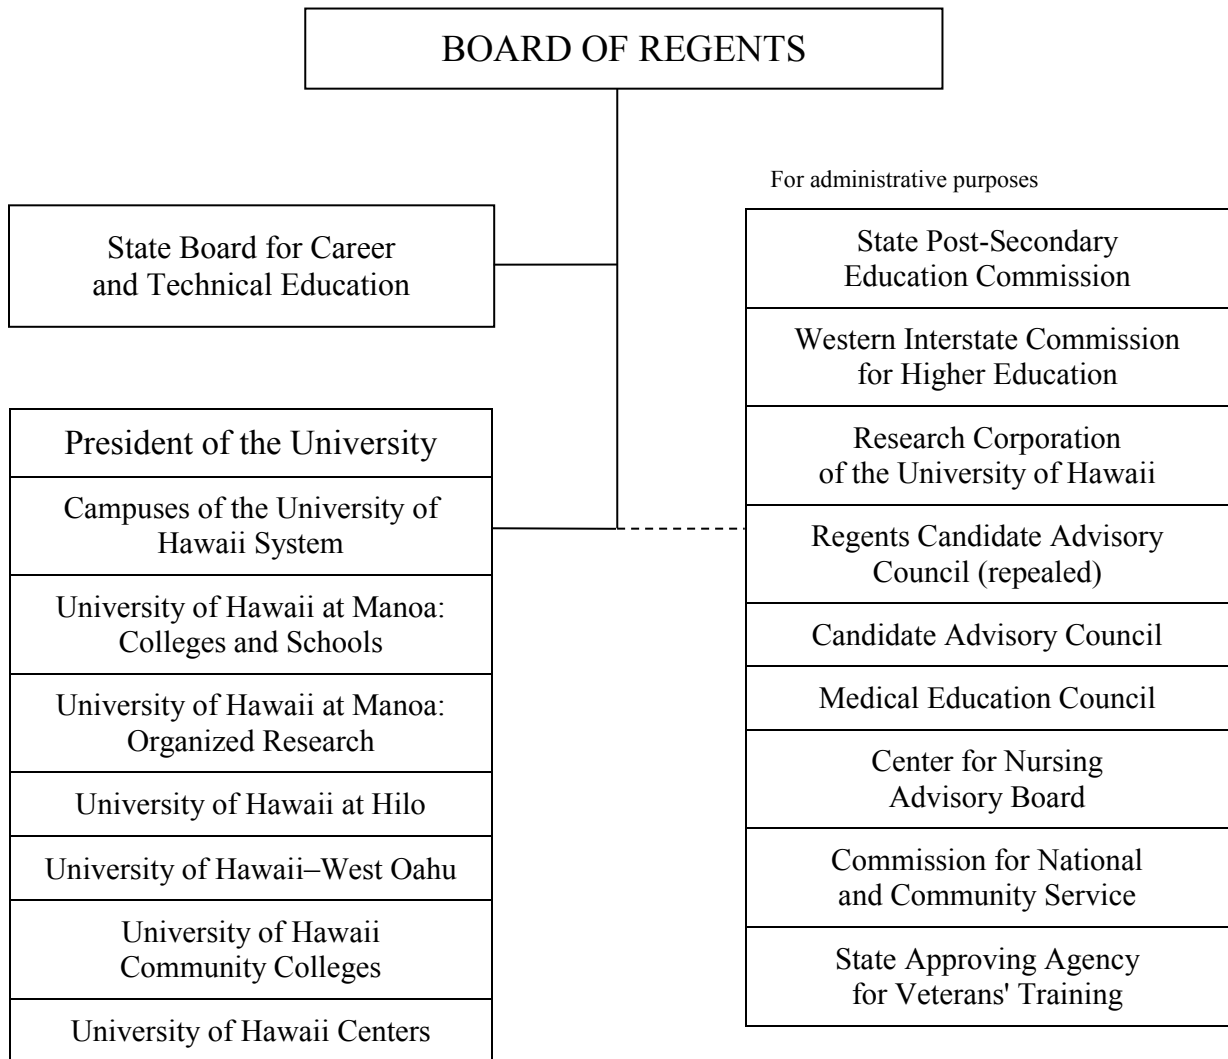 BOARD OF REGENTS
State Board for Career
and Technical Education
President of the University
Campuses of the University of
Hawaii System
University of Hawaii at Manoa:
Colleges and Schools
University of Hawaii at Manoa:
Organized Research
University of Hawaii at Hilo
University of Hawaii–West Oahu
University of Hawaii
Community Colleges
University of Hawaii Centers
For administrative purposes
State Post-Secondary
Education Commission
Western Interstate Commission
for Higher Education
Research Corporation
of the University of Hawaii
Regents Candidate Advisory
Council (repealed)
Candidate Advisory Council
Medical Education Council
Center for Nursing
Advisory Board
Commission for National
and Community Service
State Approving Agency
for Veterans' Training